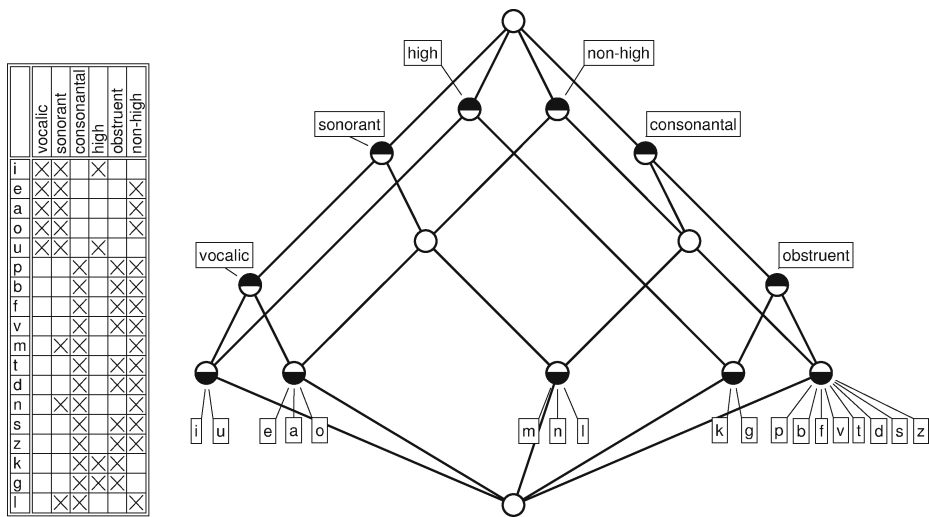 vocalic sonorant consonantal high obstruent non-high
i X X X
e X X X
a X X X
o X X X
u X X X
p X X X
b X X X
f X X X
v X X X
m X X X
t X X X
d X X X
n X X X
s X X X
z X X X
k X X X
g X X X
l X X X
high non-high
sonorant consonantal
vocalic obstruent
i u e a o m n l k g p b f v t d s z